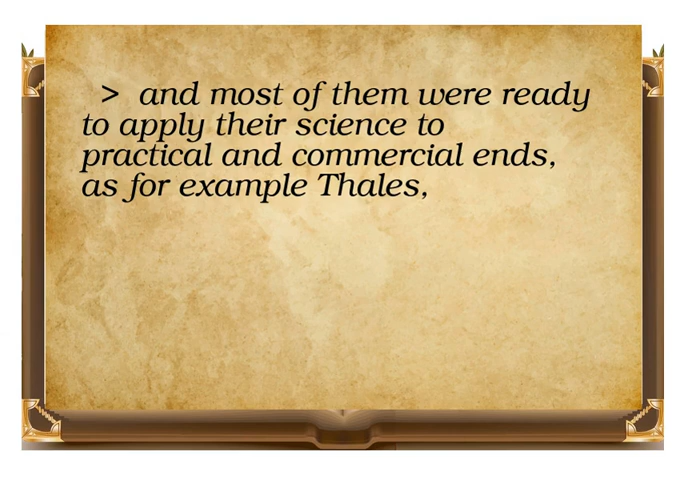 > and most of them were ready
to apply their science to
practical and commercial ends,
as for example Thales,